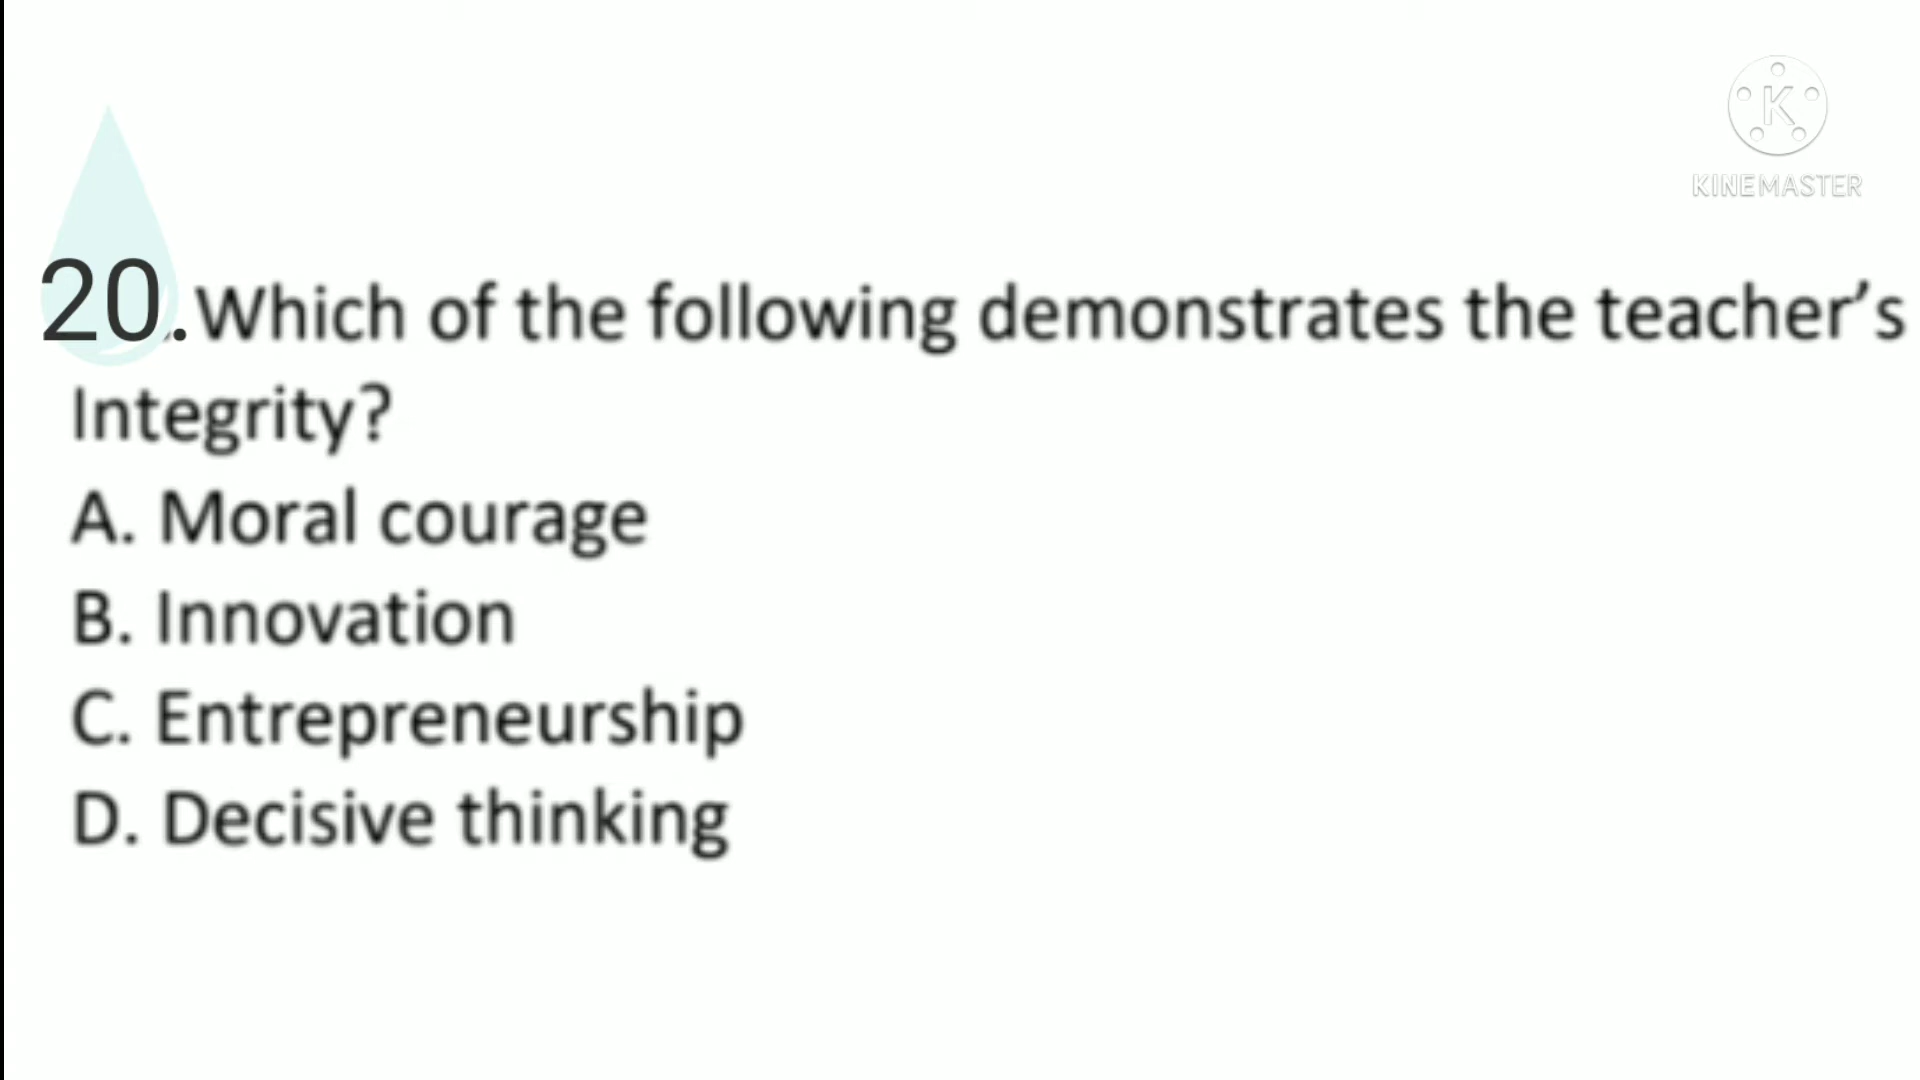 KINEMASTER
20.Which of the following demonstrates the teacher’s
Integrity?
A. Moral courage
B. Innovation
C. Entrepreneurship
D. Decisive thinking